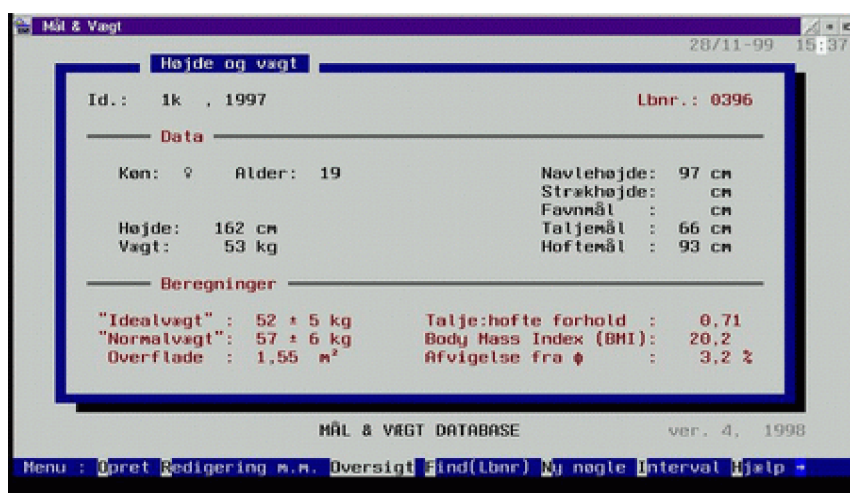 Mål & Vægt
28/11-99 15:37
Højde og vægt
Id.: 1k , 1997 Lbnr.: 0396
Data
Køn: ♀ Alder: 19 Navlehøjde: 97 cm
Strækhøjde: cm
Favnmål : cm
Højde: 162 cm Taljemål : 66 cm
Vægt: 53 kg Hoftemål : 93 cm
Beregninger
"Idealvægt" : 52 ± 5 kg Talje:hofte forhold : 0,71
"Normalvægt": 57 ± 6 kg Body Mass Index (BMI): 20,2
Overflade : 1,55 m² Afvigelse fra ϕ : 3,2 %
MÅL & VÆGT DATABASE ver. 4, 1998
Menu : Opret Redigering m.m. Oversigt Find(Lbnr) Ny nøgle Interval Hjælp